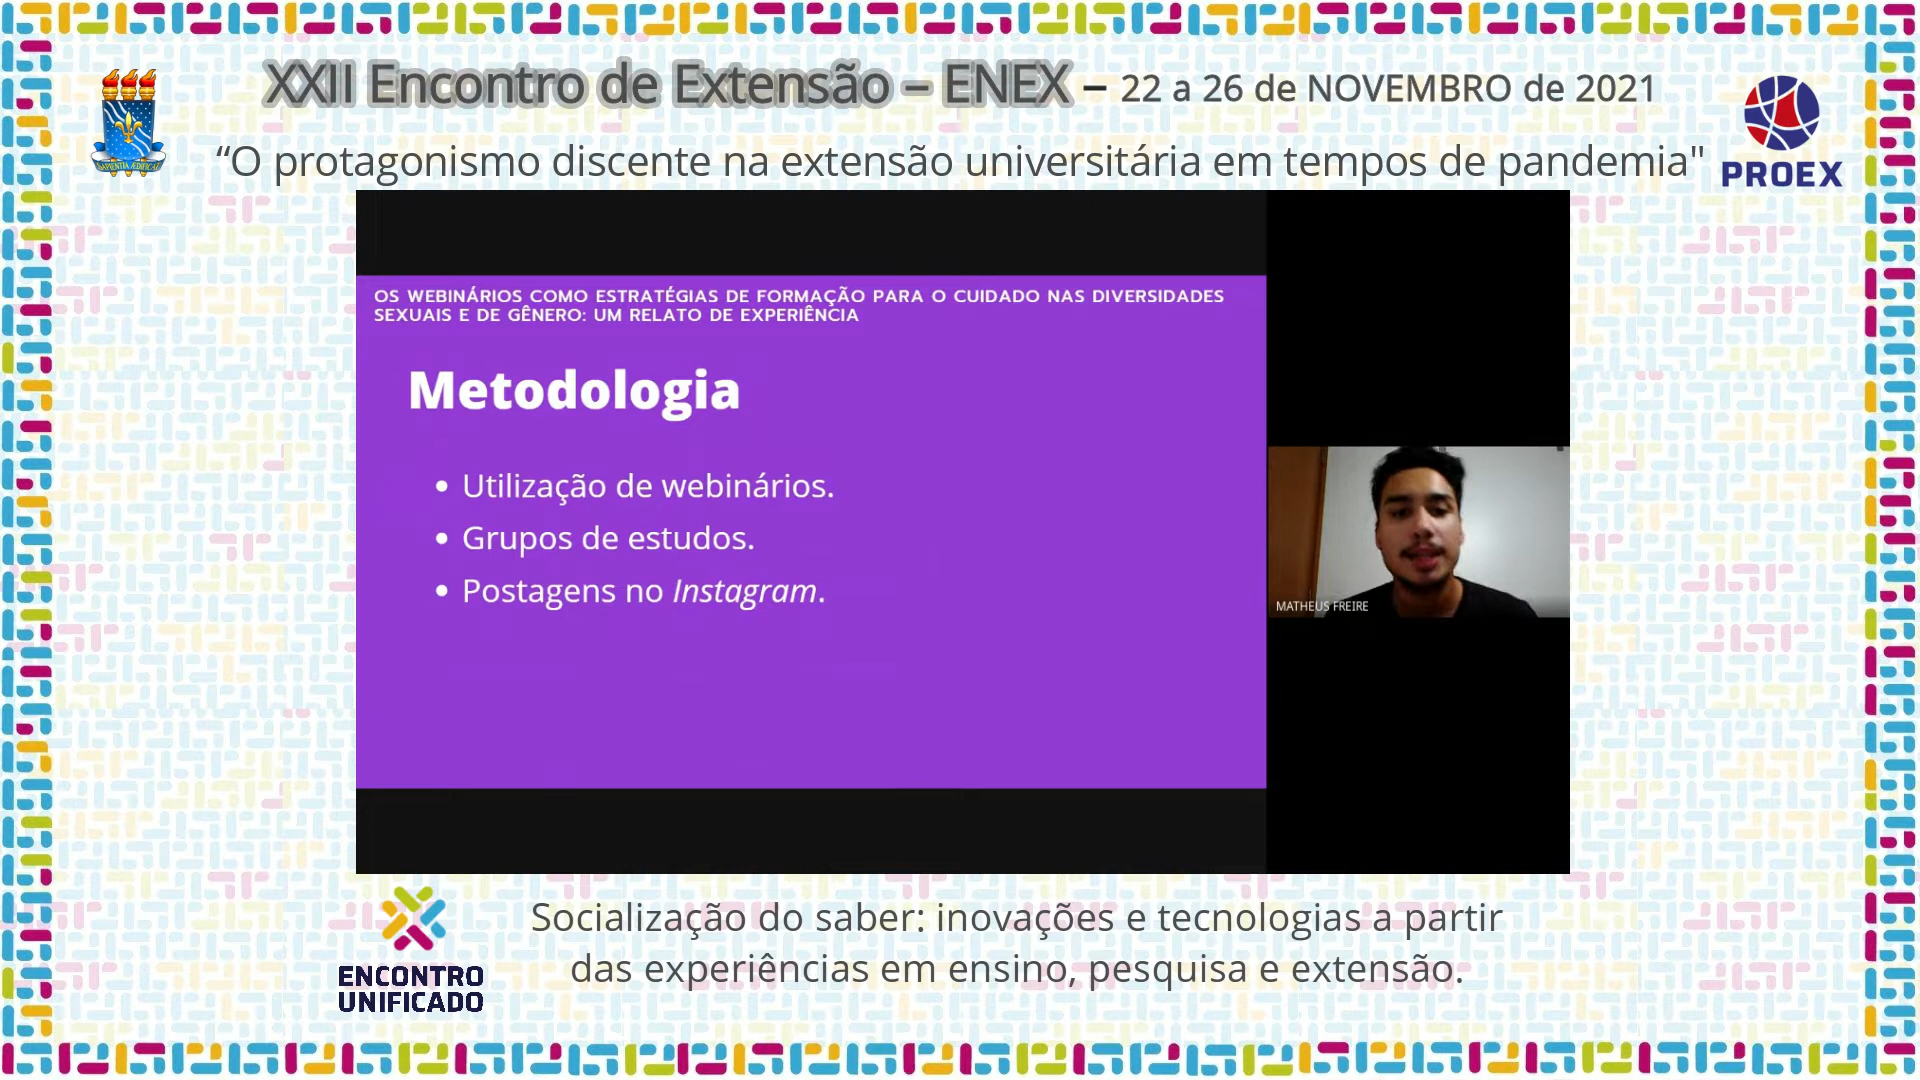 XXII Encontro de Extensão – ENEX – 22 a 26 de NOVEMBRO de 2021
“O protagonismo discente na extensão universitária em tempos de pandemia"
PROEX
OS WEBINÁRIOS COMO ESTRATÉGIAS DE FORMAÇÃO PARA O CUIDADO NAS DIVERSIDADES
SEXUAIS E DE GÊNERO: UM RELATO DE EXPERIÊNCIA
Metodologia
• Utilização de webinários.
• Grupos de estudos.
• Postagens no Instagram.
MATHEUS FREIRE
ENCONTRO
UNIFICADO
Socialização do saber: inovações e tecnologias a partir
das experiências em ensino, pesquisa e extensão.